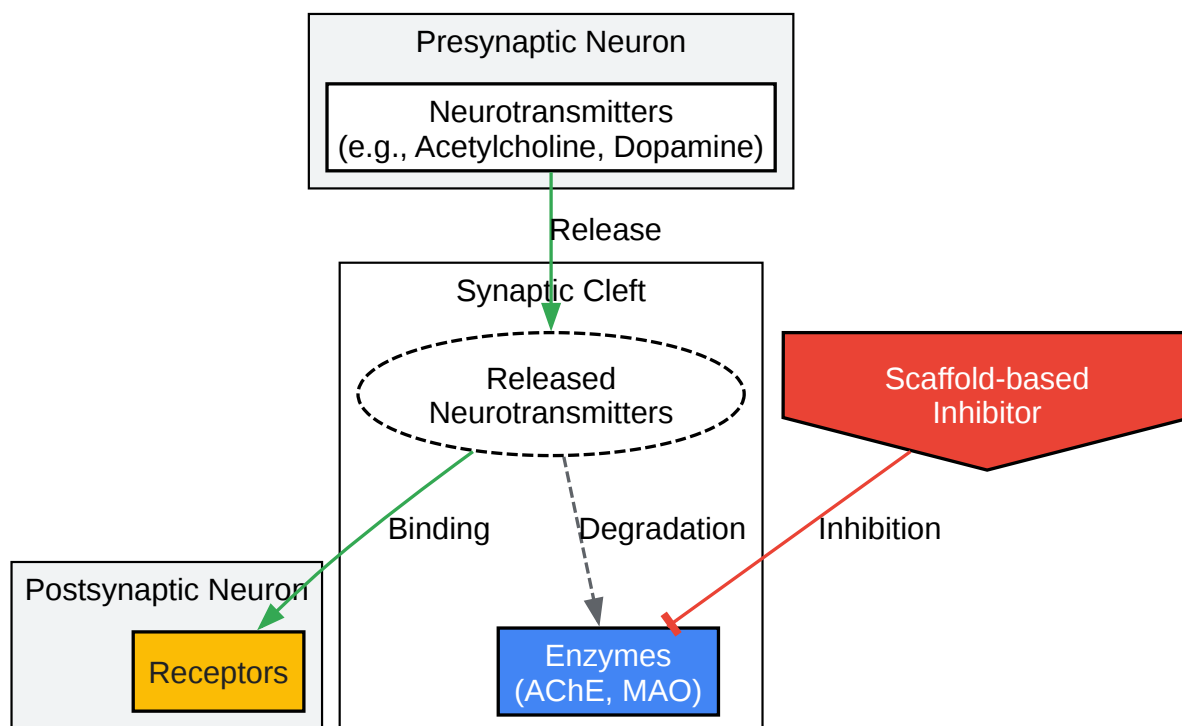 Presynaptic Neuron
Neurotransmitters
(e.g., Acetylcholine, Dopamine)
Release
Synaptic Cleft
Released
Neurotransmitters
Scaffold-based
Inhibitor
Binding
Degradation
Inhibition
Postsynaptic Neuron
Receptors
Enzymes
(AChE, MAO)